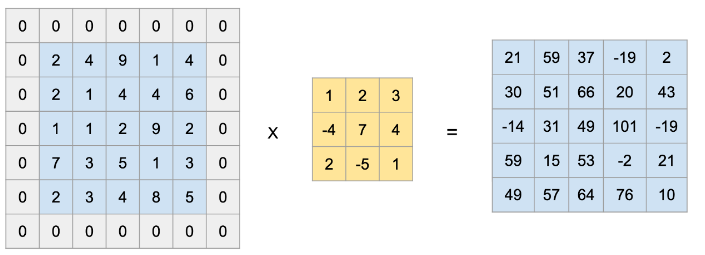 0 0 0 0 0 0 0
0 2 4 9 1 4 0
0 2 1 4 4 6 0
0 1 1 2 9 2 0
0 7 3 5 1 3 0
0 2 3 4 8 5 0
0 0 0 0 0 0 0
x
1 2 3
-4 7 4
2 -5 1
=
21 59 37 -19 2
30 51 66 20 43
-14 31 49 101 -19
59 15 53 -2 21
49 57 64 76 10